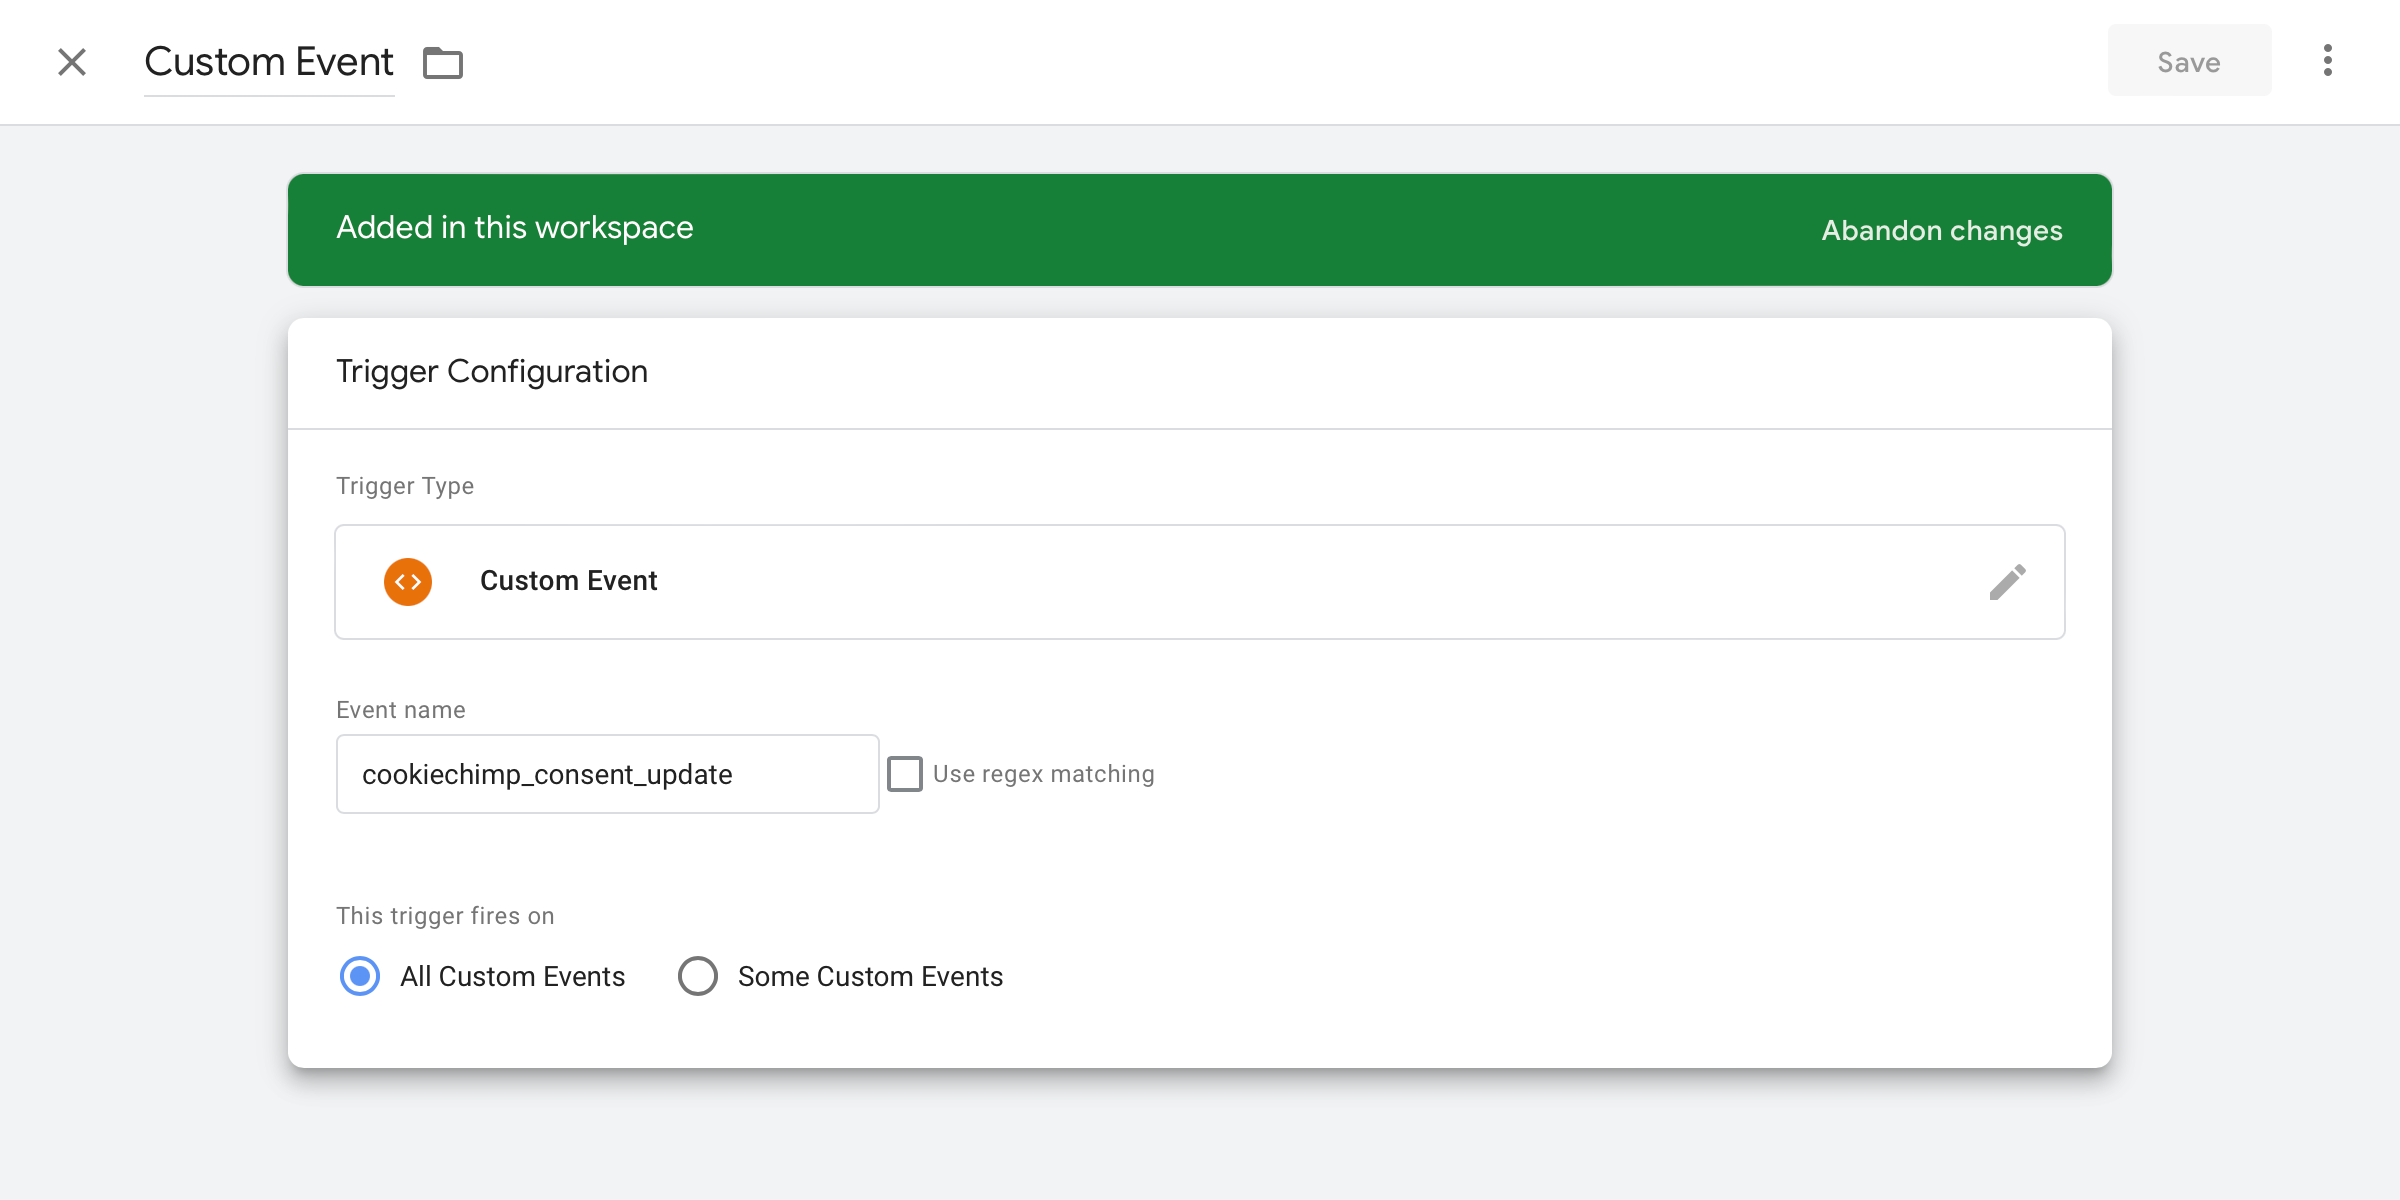 Custom Event
Save
Added in this workspace
Abandon changes
Trigger Configuration
Trigger Type
Custom Event
Event name
cookiechimp_consent_update
Use regex matching
This trigger fires on
All Custom Events
Some Custom Events